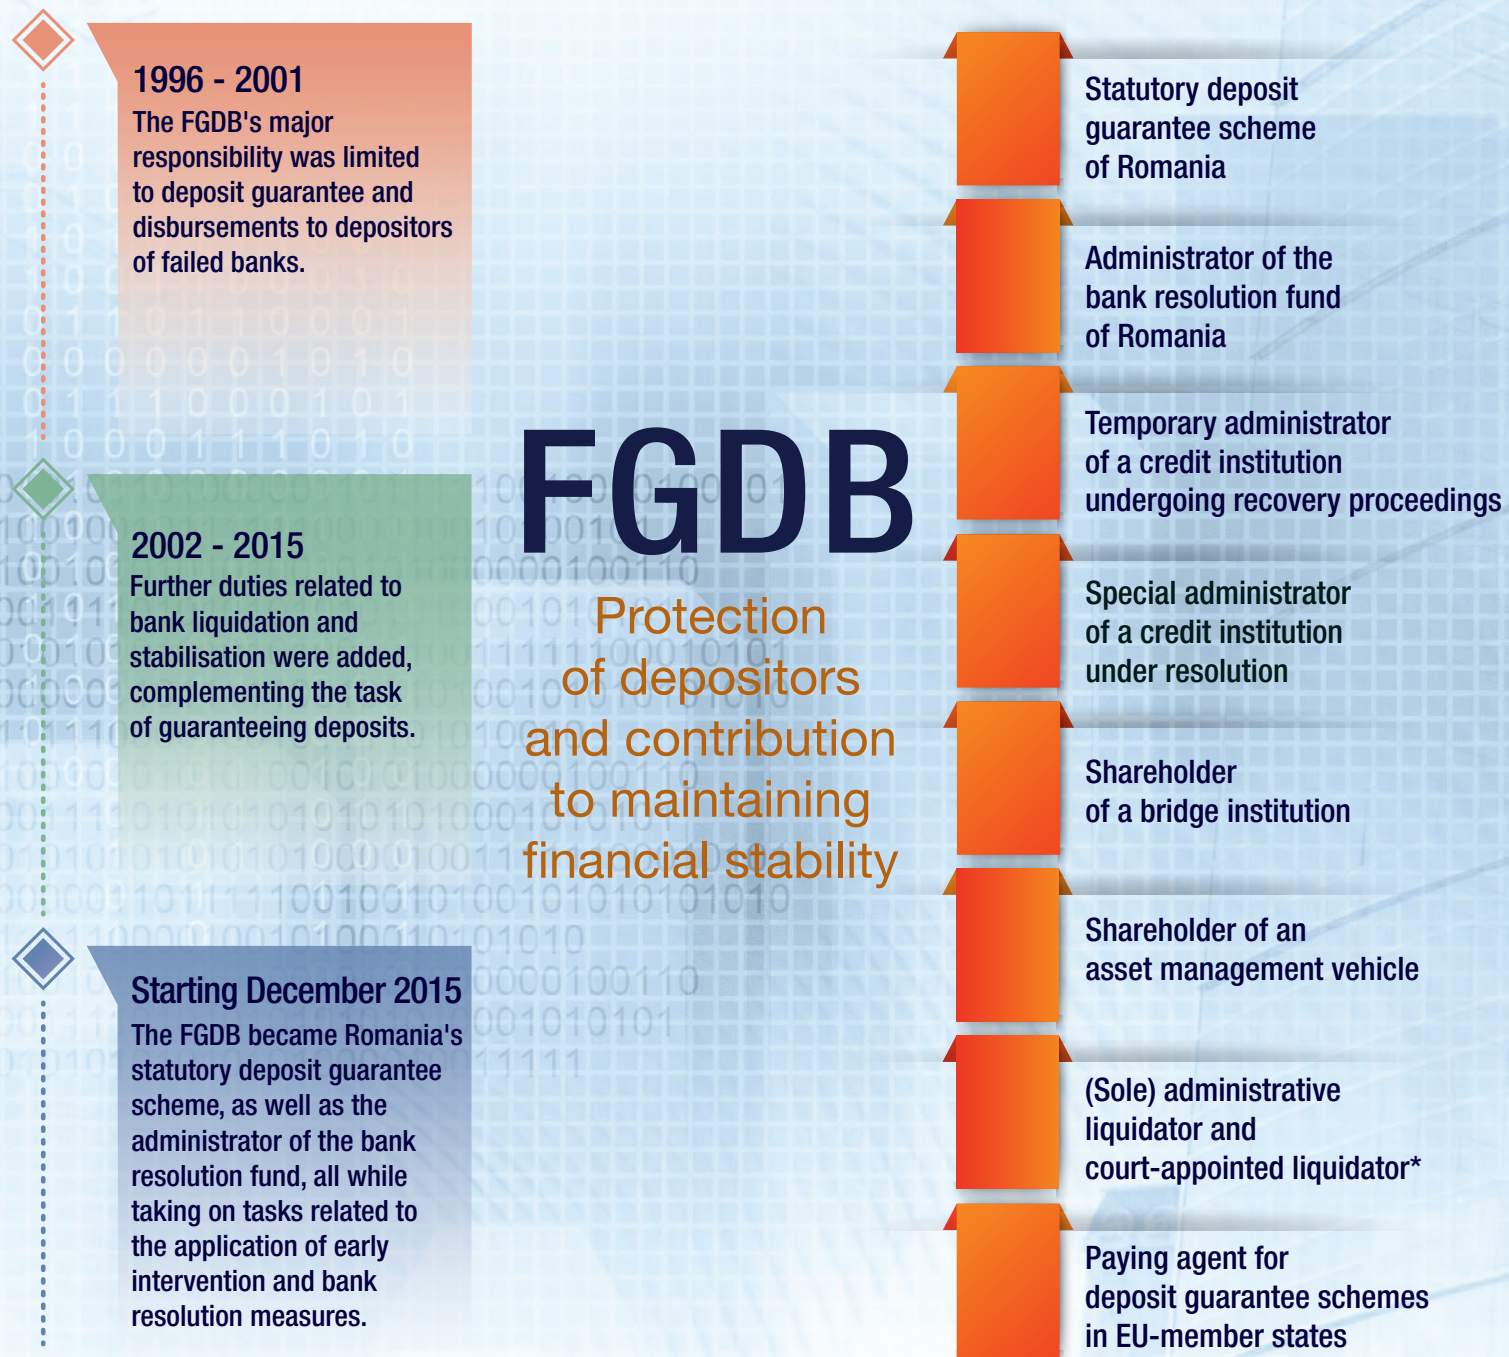 1996 - 2001
The FGDB's major
responsibility was limited
to deposit guarantee and
disbursements to depositors
of failed banks.
2002 - 2015
Further duties related to
bank liquidation and
stabilisation were added,
complementing the task
of guaranteeing deposits.
Starting December 2015
The FGDB became Romania's
statutory deposit guarantee
scheme, as well as the
administrator of the bank
resolution fund, all while
taking on tasks related to
the application of early
intervention and bank
resolution measures.
FGDB
Protection
of depositors
and contribution
to maintaining
financial stability
Statutory deposit
guarantee scheme
of Romania
Administrator of the
bank resolution fund
of Romania
Temporary administrator
of a credit institution
undergoing recovery proceedings
Special administrator
of a credit institution
under resolution
Shareholder
of a bridge institution
Shareholder of an
asset management vehicle
(Sole) administrative
liquidator and
court-appointed liquidator*
Paying agent for
deposit guarantee schemes
in EU-member states